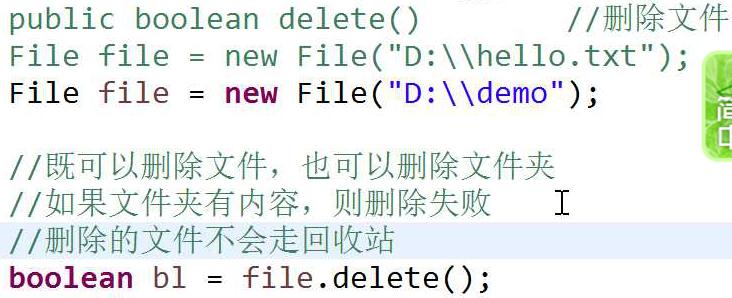 public boolean delete()    //删除文件
File file = new File("D:\\hello.txt");
File file = new File("D:\\demo");
//既可以删除文件，也可以删除文件夹
//如果文件夹有内容，则删除失败
//删除的文件不会走回收站
boolean bl = file.delete();